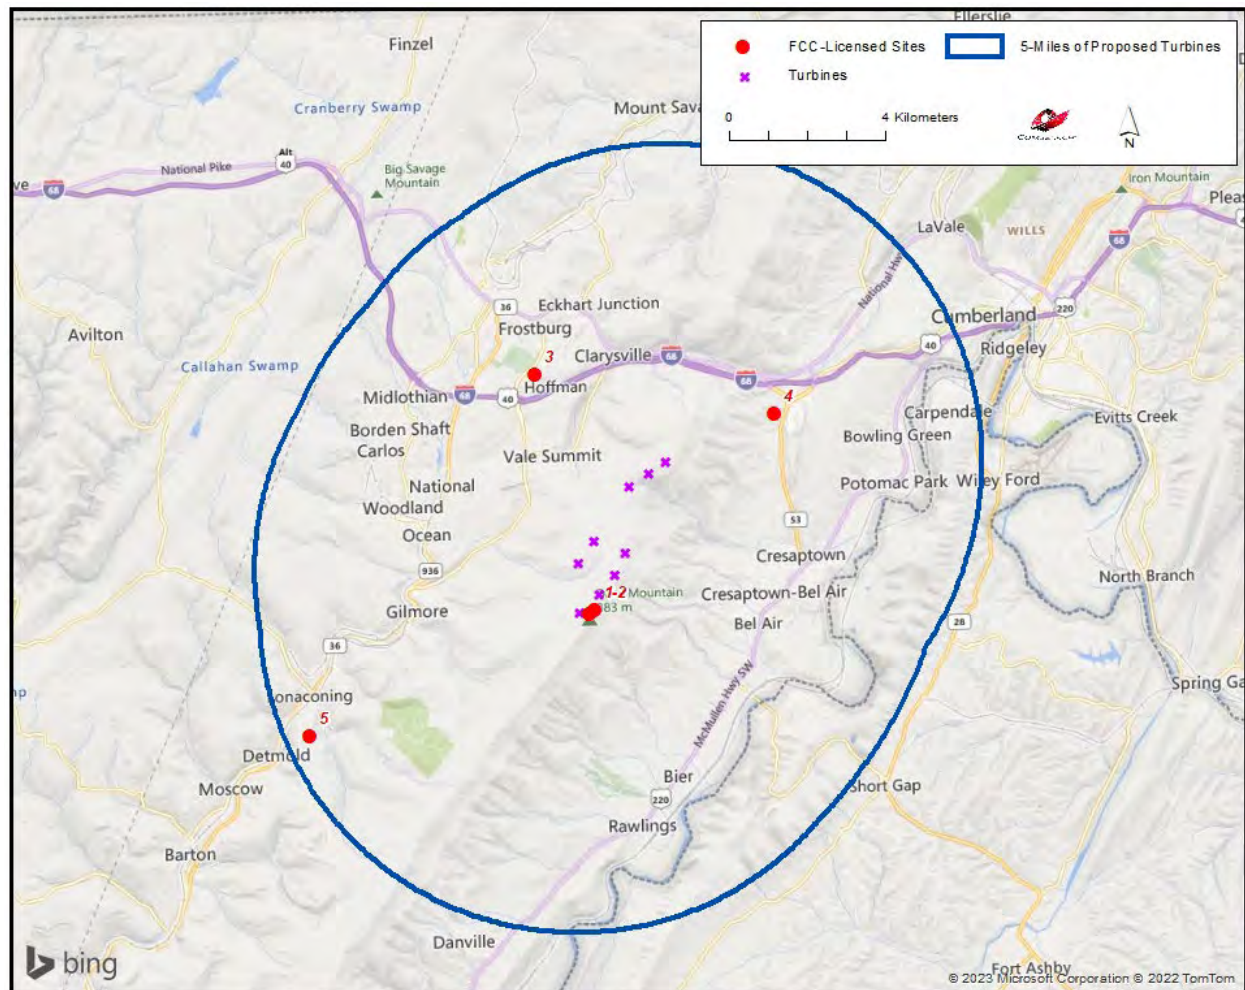 Finzel
Ellerslie
Cranberry Swamp
Mount Sava
FCC-Licensed Sites
5-Miles of Proposed Turbines
Turbines
0
4 Kilometers
N
Alt
40
National Pike
68
ve
Big Savage
Mountain
Iron Mountain
Pleas
LaVale
WILLS
68
National Hw
36
Eckhart Junction
220
Cumberland
Frostburg
Avilton
Callahan Swamp
3
Clarysville
68
40
Ridgeley
Hoffman
68
Midlothian
68
40
4
Carpendale
Evitts Creek
Borden Shaft
Carlos
Bowling Green
Vale Summit
National
Potomac Park
Wiley Ford
Woodland
53
Ocean
Cresaptown
936
North Branch
1-2
Mountain
Cresaptown-Bel Air
83 m
Gilmore
Bel Air
28
36
Spring Ga
onaconing
McMullen Hwy SW
5
Detmold
Moscow
Bier
Short Gap
220
Rawlings
Barton
Danville
bing
Fort Ashby
© 2023 Microsoft Corporation © 2022 TomTom